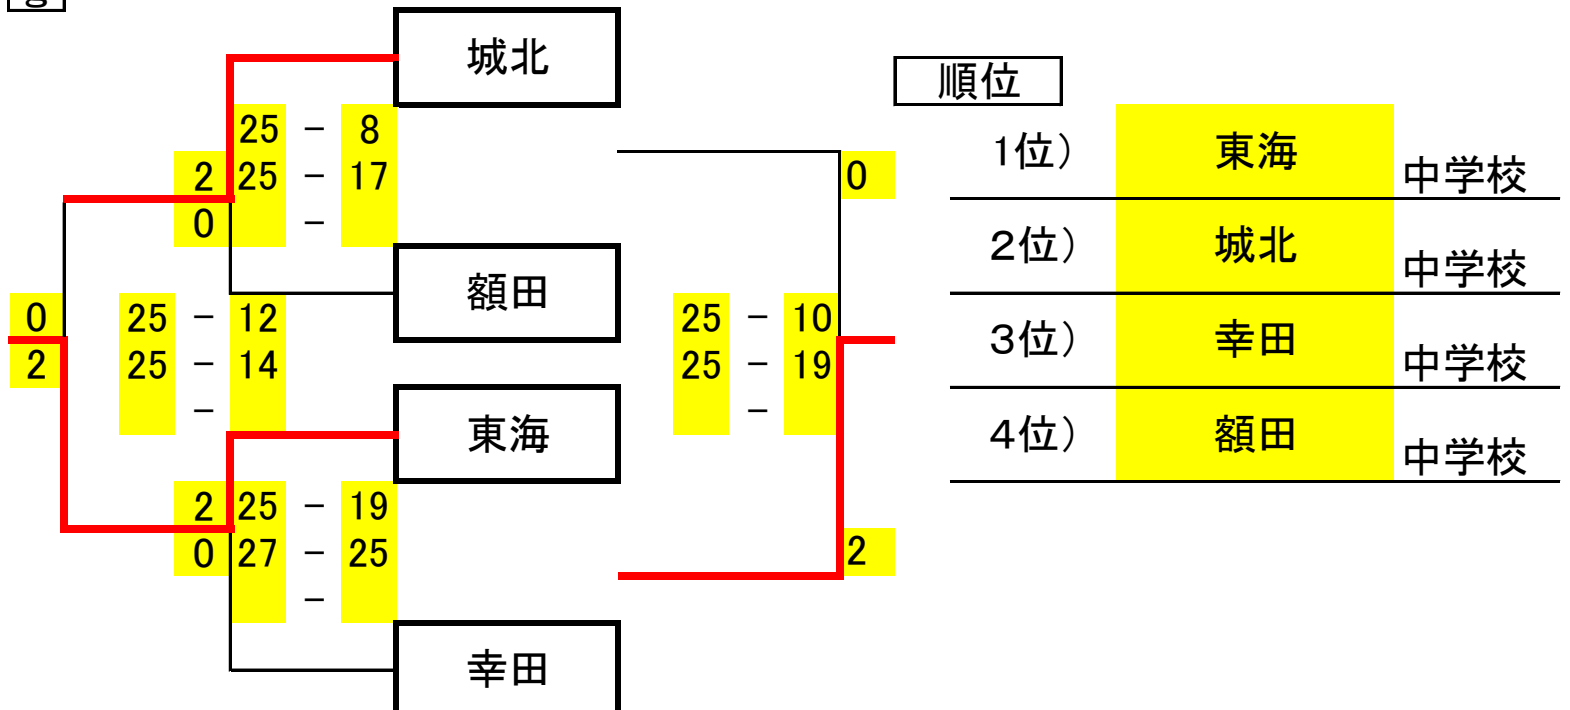 城北
順位
25 - 8
1位) 東海 中学校
2 25 - 17
0
0 -
2位) 城北 中学校
額田
0 25 - 12
25 - 10
3位) 幸田 中学校
2 25 - 14
25 - 19
-
-
東海
4位) 額田 中学校
2 25 - 19
0 27 - 25
2
-
幸田